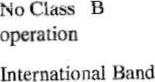 No Class B
operation
International Band